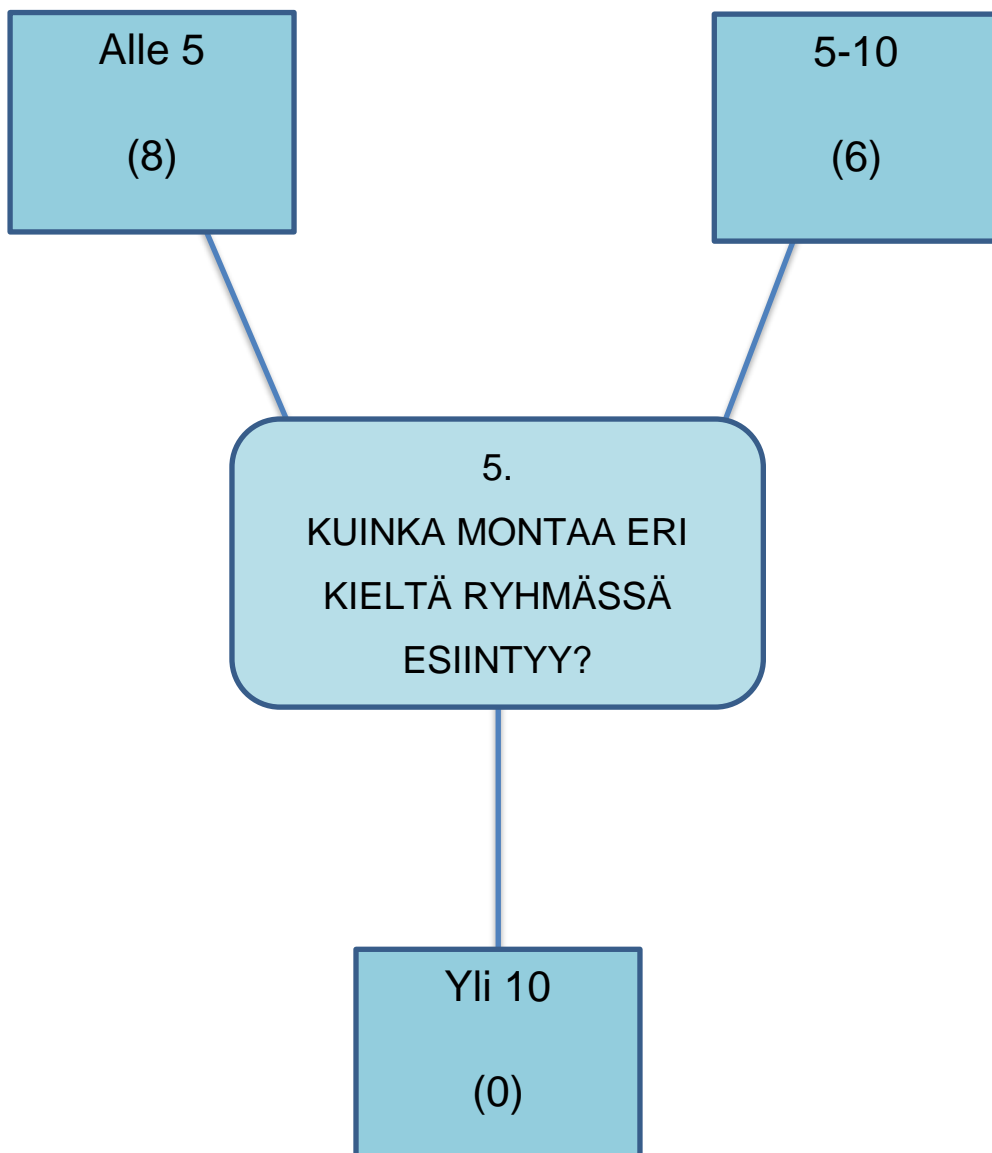 Alle 5
(8)
5-10
(6)
5.
KUINKA MONTAA ERI
KIELTÄ RYHMÄSSÄ
ESIINTYY?
Yli 10
(0)